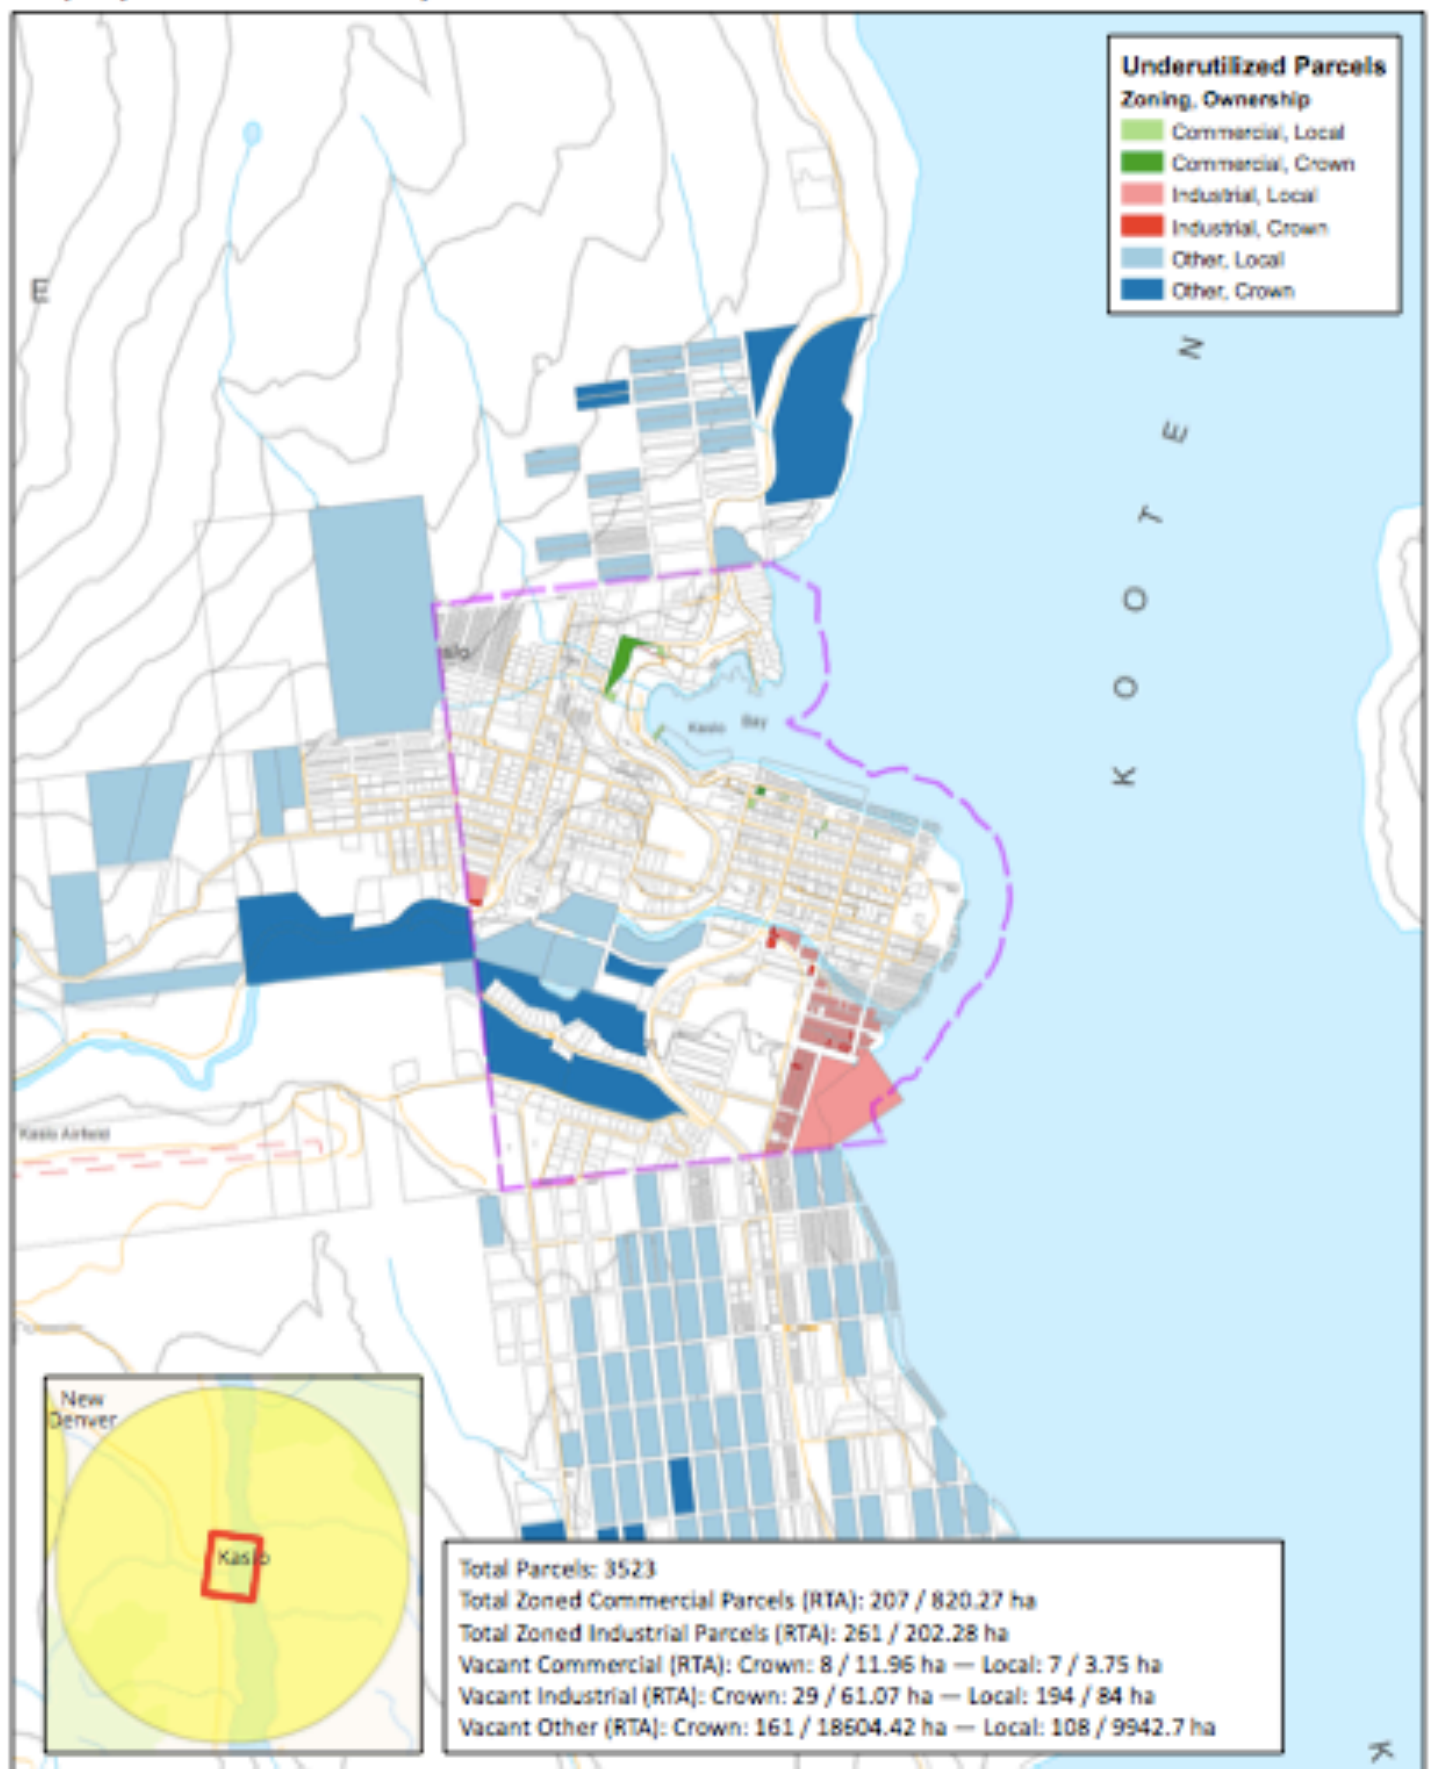 Underutilized Parcels
Zoning, Ownership
Commercial, Local
Commercial, Crown
Industrial, Local
Industrial, Crown
Other, Local
Other, Crown
E
N
E
T
O
O
K
slo
Kaslo Bay
Kaslo Airfield
New
Denver
Kaslo
Total Parcels: 3523
Total Zoned Commercial Parcels (RTA): 207 / 820.27 ha
Total Zoned Industrial Parcels (RTA): 261 / 202.28 ha
Vacant Commercial (RTA): Crown: 8 / 11.96 ha — Local: 7 / 3.75 ha
Vacant Industrial (RTA): Crown: 29 / 61.07 ha — Local: 194 / 84 ha
Vacant Other (RTA): Crown: 161 / 18604.42 ha — Local: 108 / 9942.7 ha
K